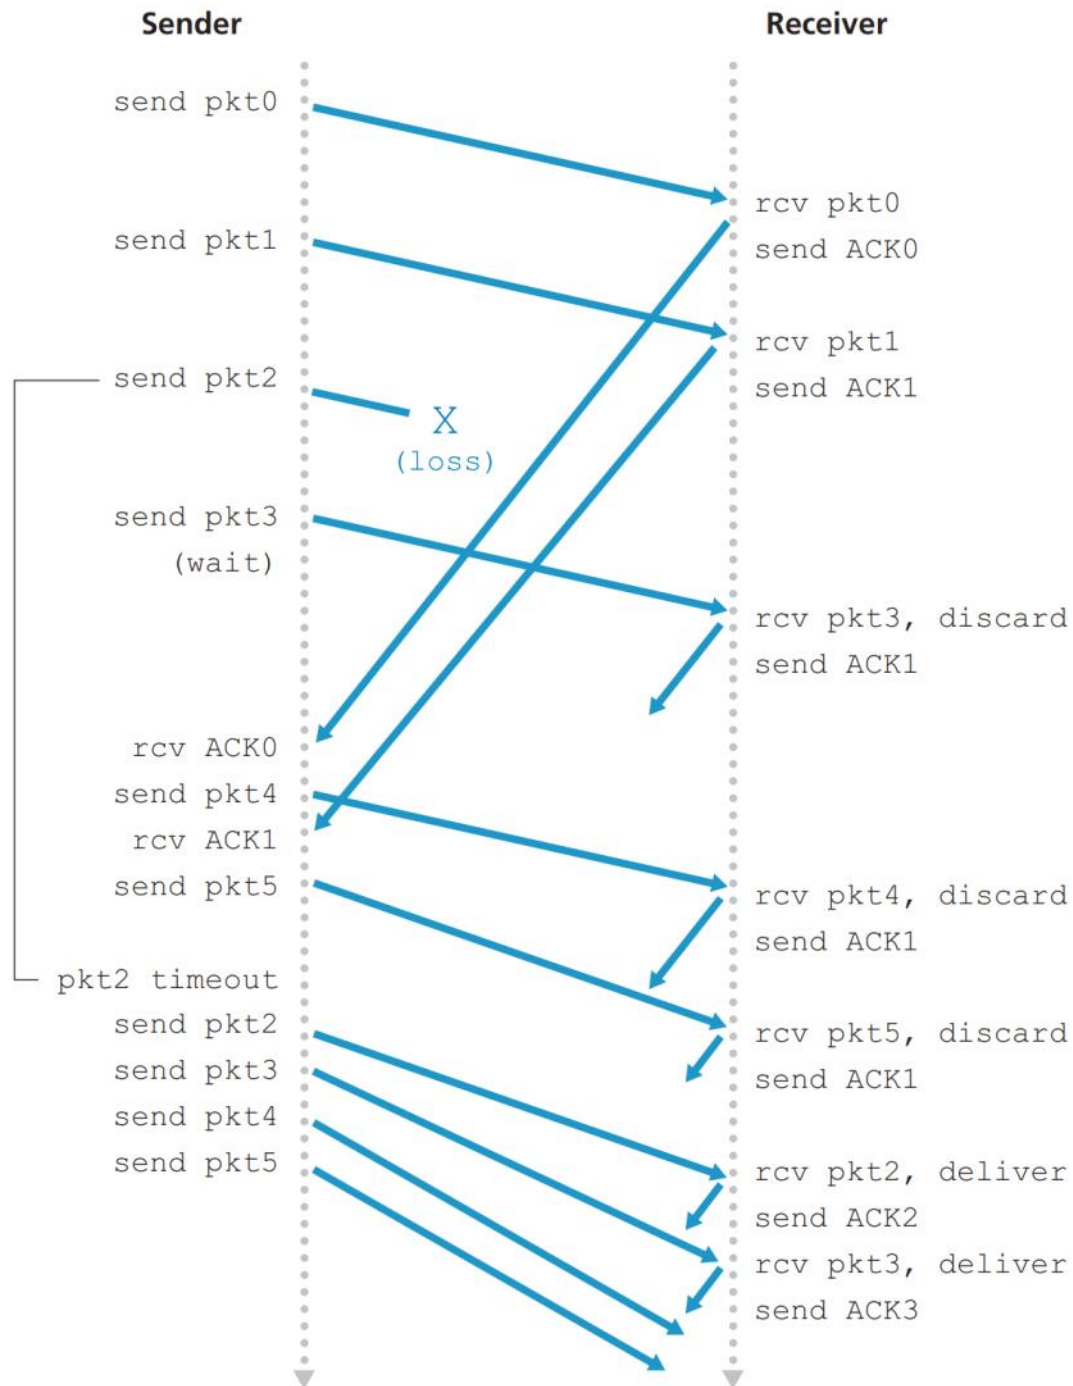 Sender
Receiver
send pkt0
rcv pkt0
send pkt1
send ACK0
rcv pkt1
send pkt2
send ACK1
X
(loss)
send pkt3
(wait)
rcv pkt3, discard
send ACK1
rcv ACK0
send pkt4
rcv ACK1
send pkt5
rcv pkt4, discard
send ACK1
pkt2 timeout
send pkt2
rcv pkt5, discard
send pkt3
send ACK1
send pkt4
send pkt5
rcv pkt2, deliver
send ACK2
rcv pkt3, deliver
send ACK3